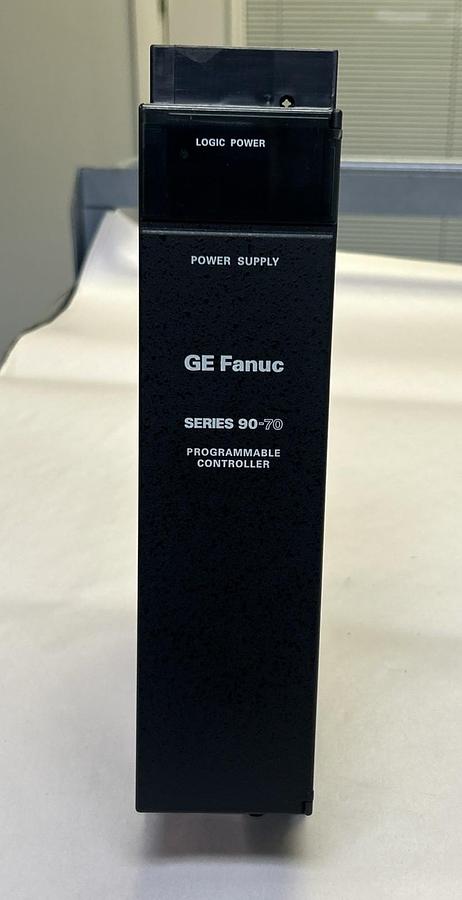 LOGIC POWER
POWER SUPPLY
GE Fanuc
SERIES 90-70
PROGRAMMABLE
CONTROLLER